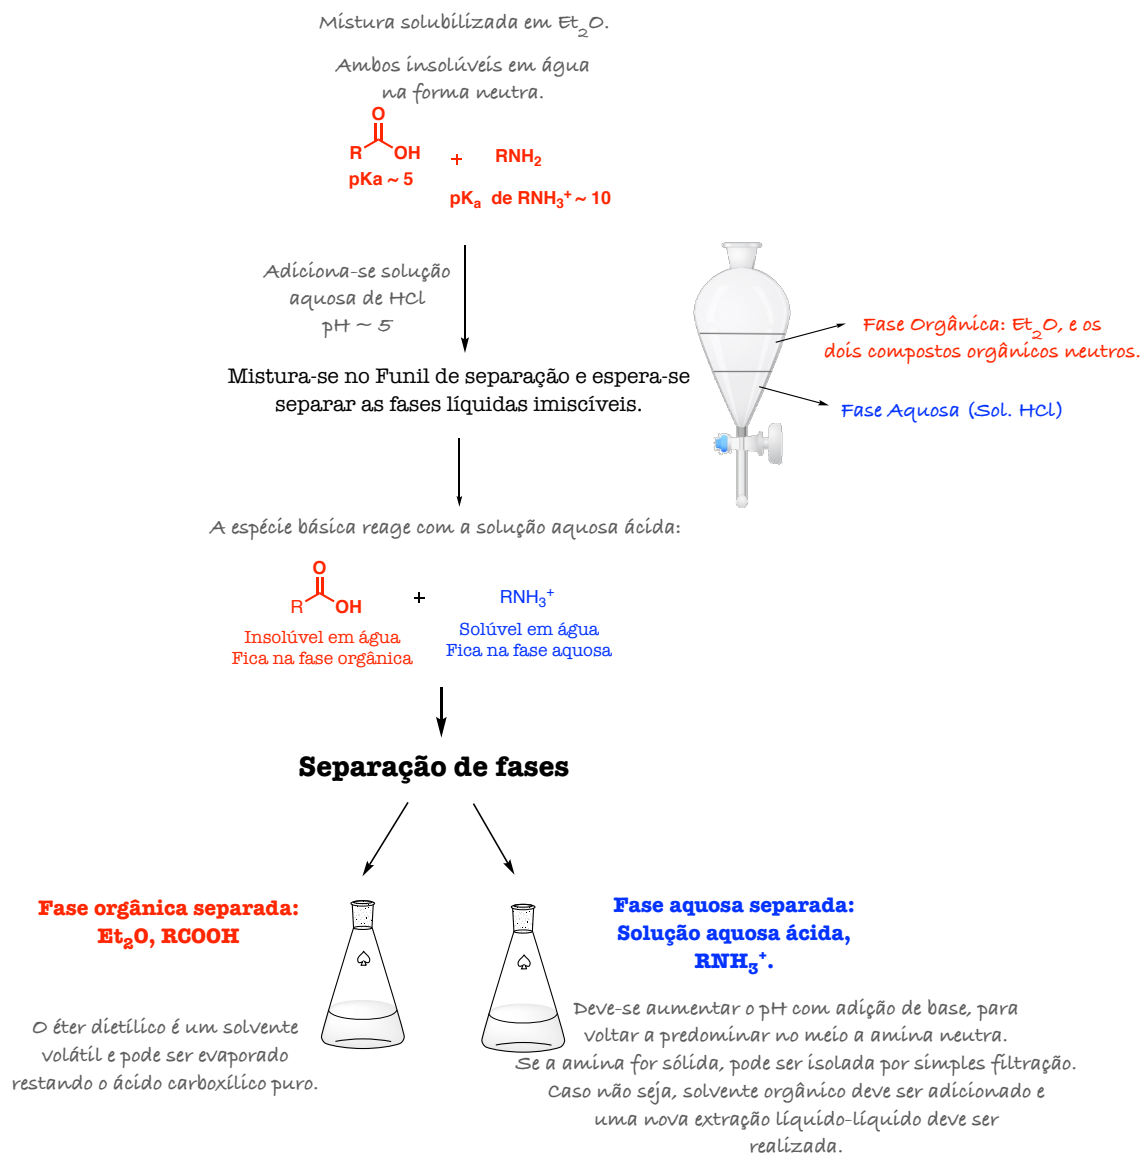 Mistura solubilizada em Et₂O.
Ambos insolúveis em água
na forma neutra.
O
R OH + RNH₂
pKa ~ 5
pKₐ de RNH₃⁺ ~ 10
Adiciona-se solução
aquosa de HCl
pH ~ 5
Fase Orgânica: Et₂O, e os
dois compostos orgânicos neutros.
Fase Aquosa (Sol. HCl)
Mistura-se no Funil de separação e espera-se
separar as fases líquidas imiscíveis.
A espécie básica reage com a solução aquosa ácida:
O
R OH + RNH₃⁺
Insolúvel em água
Fica na fase orgânica
Solúvel em água
Fica na fase aquosa
Separação de fases
Fase orgânica separada:
Et₂O, RCOOH
O éter dietílico é um solvente
volátil e pode ser evaporado
restando o ácido carboxílico puro.
Fase aquosa separada:
Solução aquosa ácida,
RNH₃⁺.
Deve-se aumentar o pH com adição de base, para
voltar a predominar no meio a amina neutra.
Se a amina for sólida, pode ser isolada por simples filtração.
Caso não seja, solvente orgânico deve ser adicionado e
uma nova extração líquido-líquido deve ser
realizada.